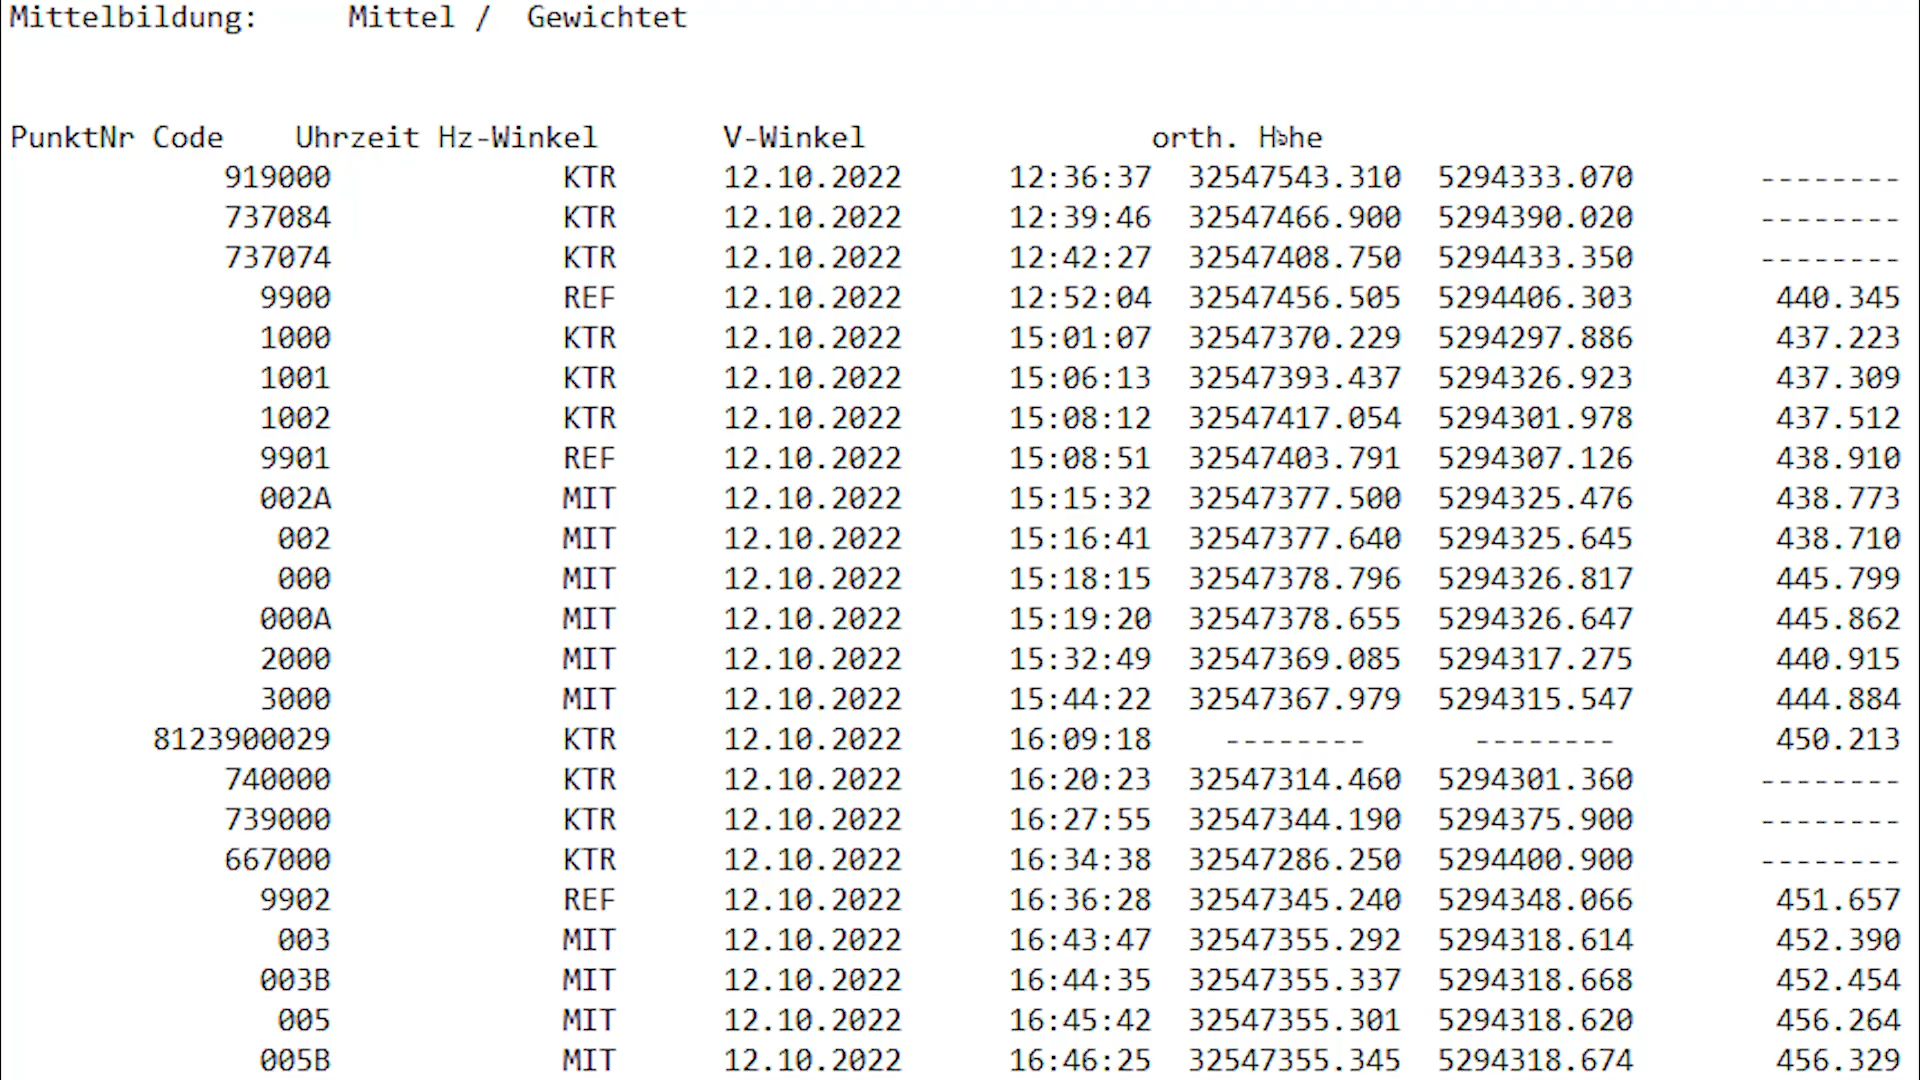 Mittelbildung: Mittel / Gewichtet
PunktNr Code Uhrzeit Hz-Winkel V-Winkel orth. Höhe
919000 KTR 12.10.2022 12:36:37 32547543.310 5294333.070 --------
737084 KTR 12.10.2022 12:39:46 32547466.900 5294390.020 --------
737074 KTR 12.10.2022 12:42:27 32547408.750 5294433.350 --------
9900 REF 12.10.2022 12:52:04 32547456.505 5294406.303 440.345
1000 KTR 12.10.2022 15:01:07 32547370.229 5294297.886 437.223
1001 KTR 12.10.2022 15:06:13 32547393.437 5294326.923 437.309
1002 KTR 12.10.2022 15:08:12 32547417.054 5294301.978 437.512
9901 REF 12.10.2022 15:08:51 32547403.791 5294307.126 438.910
002A MIT 12.10.2022 15:15:32 32547377.500 5294325.476 438.773
002 MIT 12.10.2022 15:16:41 32547377.640 5294325.645 438.710
000 MIT 12.10.2022 15:18:15 32547378.796 5294326.817 445.799
000A MIT 12.10.2022 15:19:20 32547378.655 5294326.647 445.862
2000 MIT 12.10.2022 15:32:49 32547369.085 5294317.275 440.915
3000 MIT 12.10.2022 15:44:22 32547367.979 5294315.547 444.884
8123900029 KTR 12.10.2022 16:09:18 -------- -------- 450.213
740000 KTR 12.10.2022 16:20:23 32547314.460 5294301.360 --------
739000 KTR 12.10.2022 16:27:55 32547344.190 5294375.900 --------
667000 KTR 12.10.2022 16:34:38 32547286.250 5294400.900 --------
9902 REF 12.10.2022 16:36:28 32547345.240 5294348.066 451.657
003 MIT 12.10.2022 16:43:47 32547355.292 5294318.614 452.390
003B MIT 12.10.2022 16:44:35 32547355.337 5294318.668 452.454
005 MIT 12.10.2022 16:45:42 32547355.301 5294318.620 456.264
005B MIT 12.10.2022 16:46:25 32547355.345 5294318.674 456.329